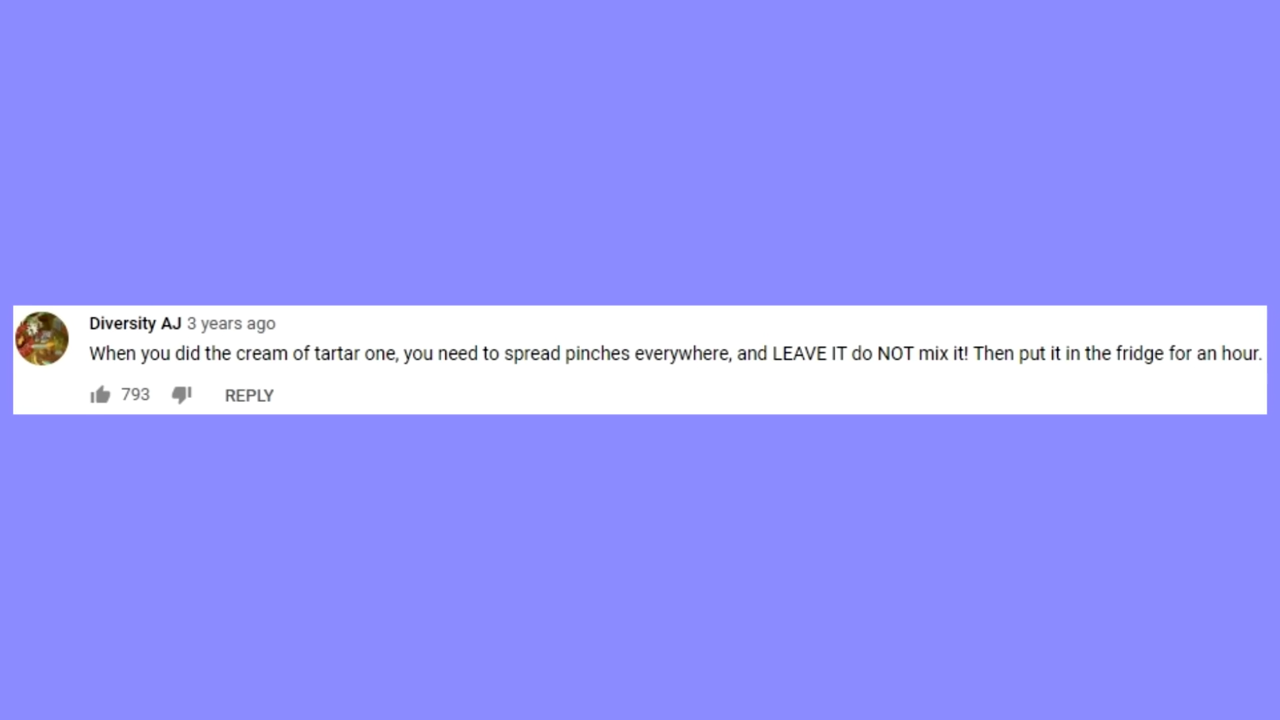 Diversity AJ 3 years ago
When you did the cream of tartar one, you need to spread pinches everywhere, and LEAVE IT do NOT mix it! Then put it in the fridge for an hour.
793 REPLY